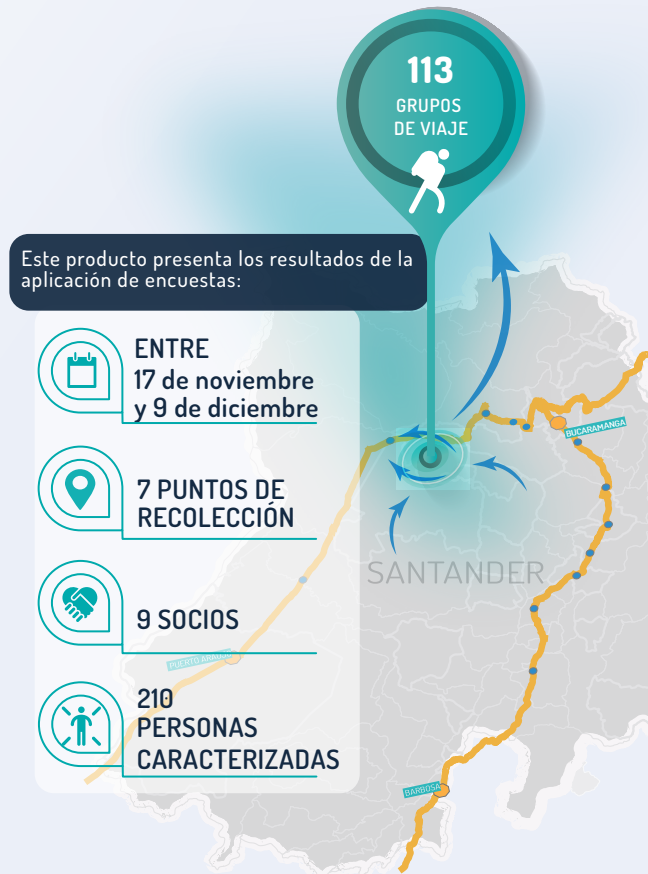 113
GRUPOS
DE VIAJE
Este producto presenta los resultados de la
aplicación de encuestas:
ENTRE
17 de noviembre
y 9 de diciembre
7 PUNTOS DE
RECOLECCIÓN
9 SOCIOS
210
PERSONAS
CARACTERIZADAS
BUCARAMANGA
SANTANDER
PUERTO ARAUJO
BARBOSA